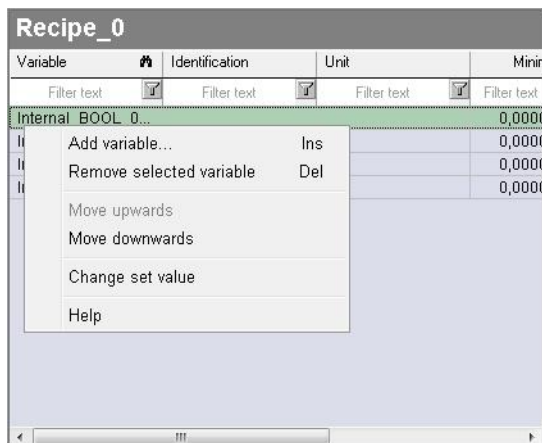 Recipe_0
Variable Identification Unit Minir
Filter text Filter text Filter text Filter text
Internal_BOOL_0... 0,0000
0,0000
0,0000
0,0000
Add variable... Ins
Remove selected variable Del
Move upwards
Move downwards
Change set value
Help